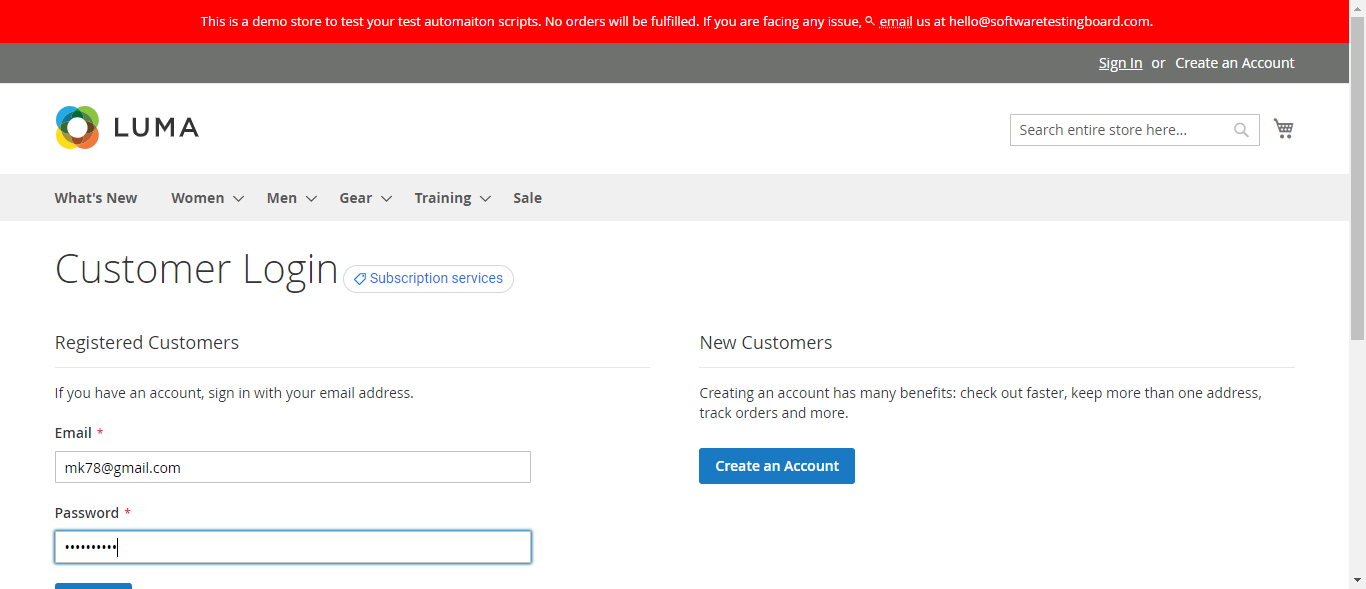 This is a demo store to test your test automaiton scripts. No orders will be fulfilled. If you are facing any issue, email us at hello@softwaretestingboard.com.
Sign In or Create an Account
LUMA
Search entire store here...
What's New Women Men Gear Training Sale
Customer Login Subscription services
Registered Customers
If you have an account, sign in with your email address.
Email *
mk78@gmail.com
Password *
••••••••••
New Customers
Creating an account has many benefits: check out faster, keep more than one address,
track orders and more.
Create an Account